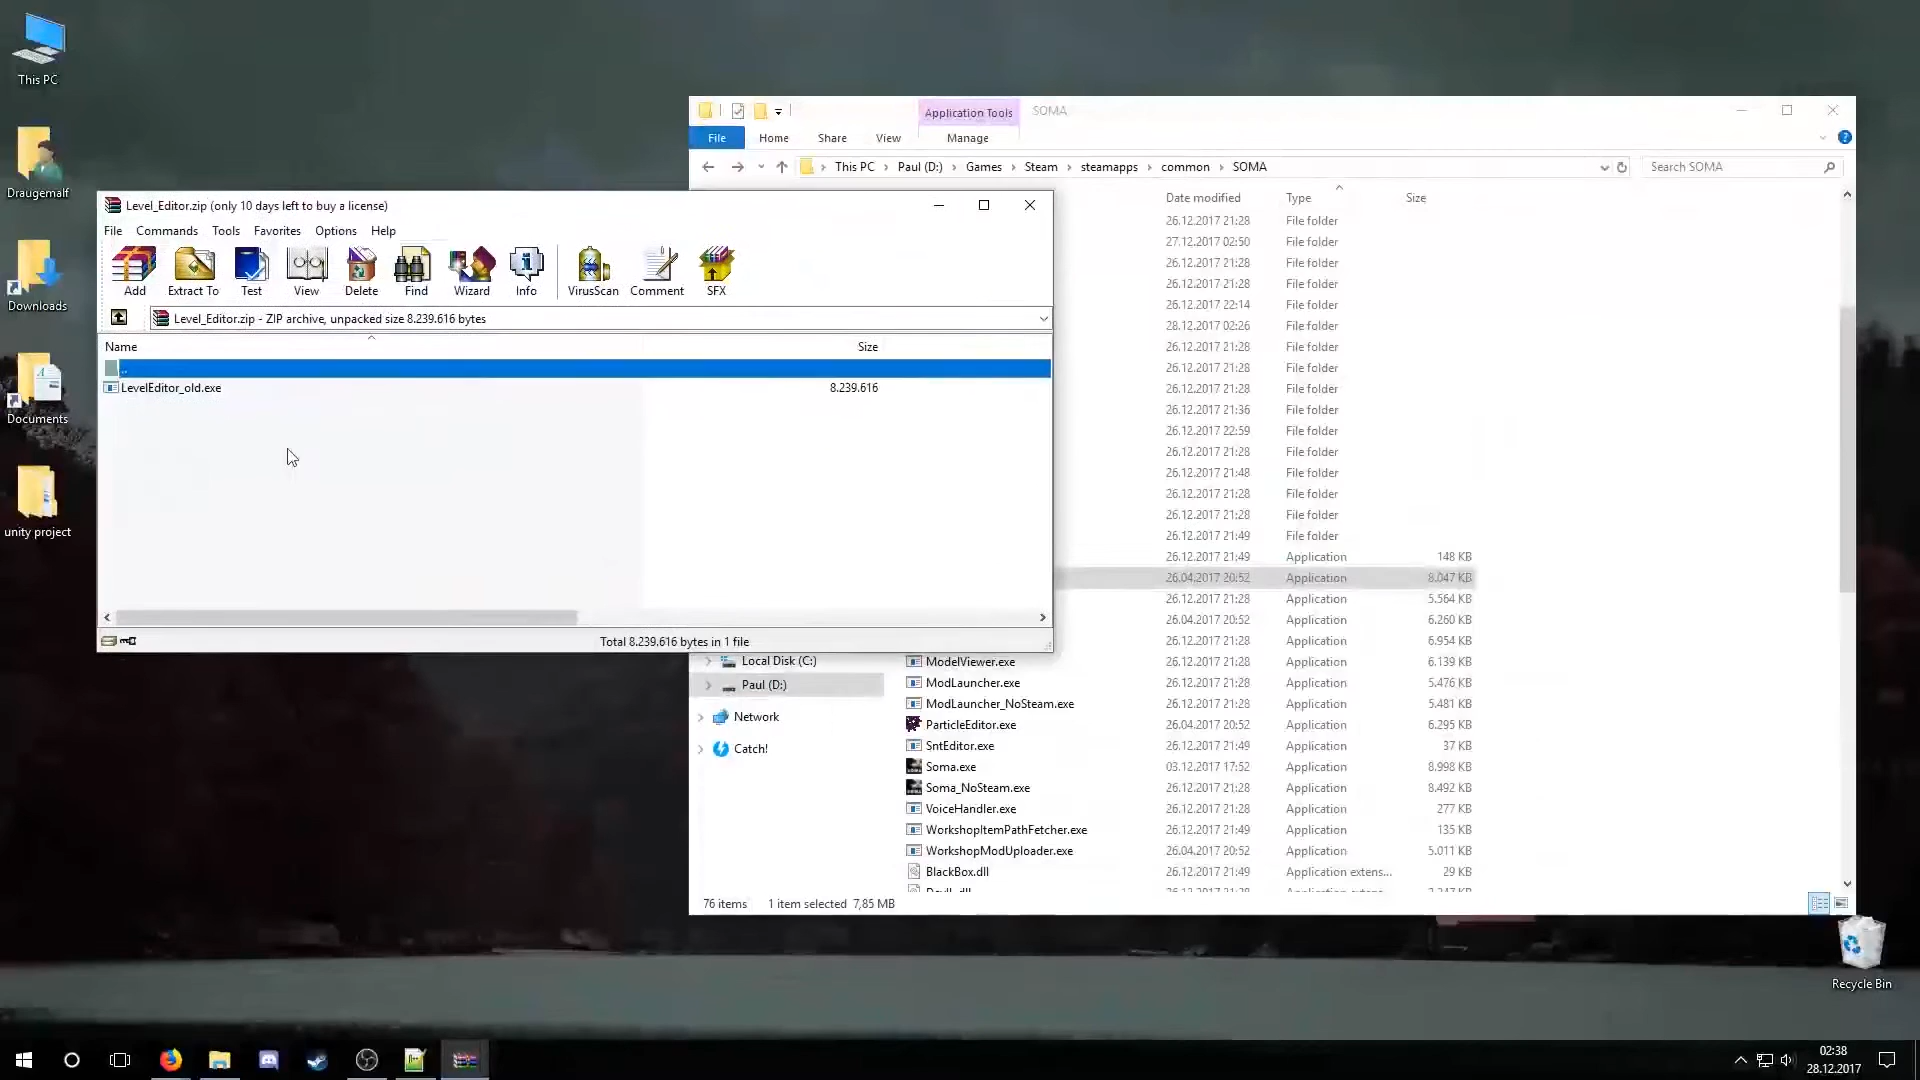 This PC
Draugemalf
Downloads
Documents
unity project
Level_Editor.zip (only 10 days left to buy a license)
File Commands Tools Favorites Options Help
Add Extract To Test View Delete Find Wizard Info VirusScan Comment SFX
Level_Editor.zip - ZIP archive, unpacked size 8.239.616 bytes
Name Size
..
LevelEditor_old.exe 8.239.616
Total 8.239.616 bytes in 1 file
Application Tools SOMA
File Home Share View Manage
This PC > Paul (D:) > Games > Steam > steamapps > common > SOMA
Search SOMA
Date modified Type Size
26.12.2017 21:28 File folder
27.12.2017 02:50 File folder
26.12.2017 21:28 File folder
26.12.2017 21:28 File folder
26.12.2017 22:14 File folder
28.12.2017 02:26 File folder
26.12.2017 21:28 File folder
26.12.2017 21:28 File folder
26.12.2017 21:28 File folder
26.12.2017 21:36 File folder
26.12.2017 22:59 File folder
26.12.2017 21:28 File folder
26.12.2017 21:48 File folder
26.12.2017 21:28 File folder
26.12.2017 21:28 File folder
26.12.2017 21:49 File folder
26.12.2017 21:49 Application 148 KB
26.04.2017 20:52 Application 8.047 KB
26.12.2017 21:28 Application 5.564 KB
26.04.2017 20:52 Application 6.260 KB
26.12.2017 21:28 Application 6.954 KB
ModelViewer.exe 26.12.2017 21:28 Application 6.139 KB
ModLauncher.exe 26.12.2017 21:28 Application 5.476 KB
ModLauncher_NoSteam.exe 26.12.2017 21:28 Application 5.481 KB
ParticleEditor.exe 26.04.2017 20:52 Application 6.295 KB
SntEditor.exe 26.12.2017 21:49 Application 37 KB
Soma.exe 03.12.2017 17:52 Application 8.998 KB
Soma_NoSteam.exe 26.12.2017 21:28 Application 8.492 KB
VoiceHandler.exe 26.12.2017 21:28 Application 277 KB
WorkshopItemPathFetcher.exe 26.12.2017 21:49 Application 135 KB
WorkshopModUploader.exe 26.04.2017 20:52 Application 5.011 KB
BlackBox.dll 26.12.2017 21:49 Application extens... 29 KB
Local Disk (C:)
Paul (D:)
Network
Catch!
76 items 1 item selected 7,85 MB
Recycle Bin
02:38
28.12.2017